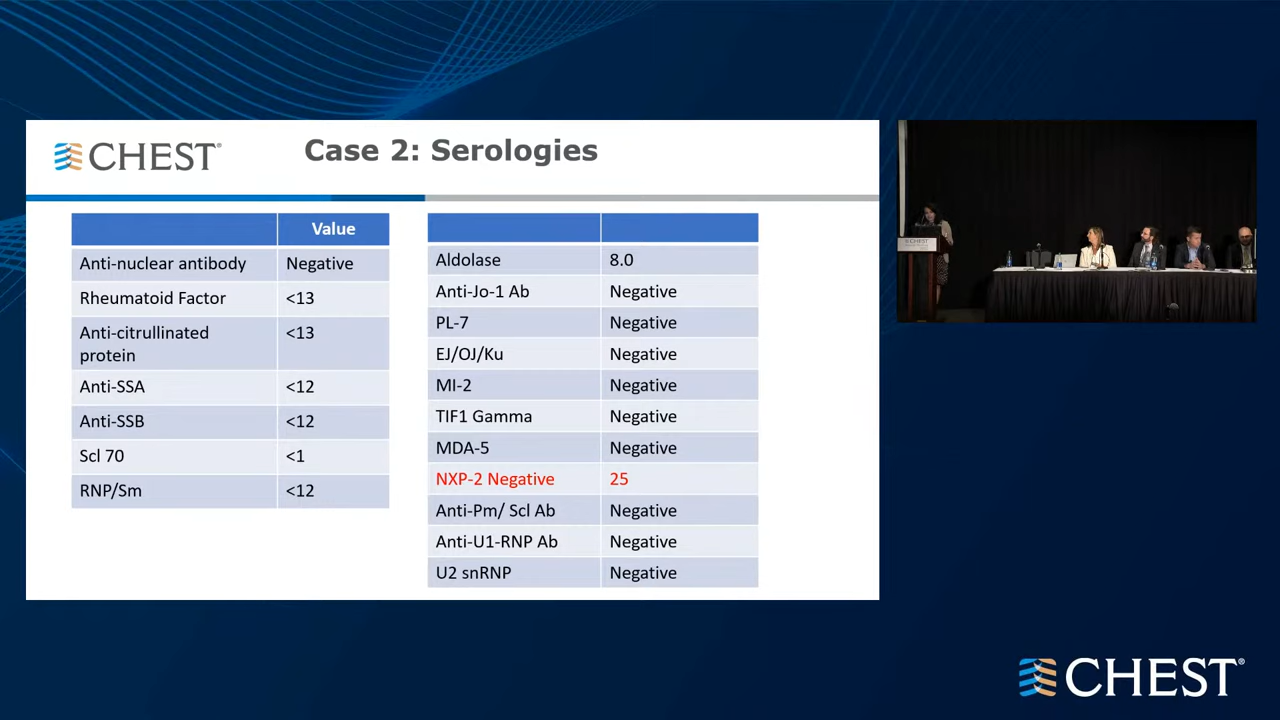 CHEST®
Case 2: Serologies
Value
Anti-nuclear antibody Negative
Rheumatoid Factor <13
Anti-citrullinated <13
protein
Anti-SSA <12
Anti-SSB <12
Scl 70 <1
RNP/Sm <12
Aldolase 8.0
Anti-Jo-1 Ab Negative
PL-7 Negative
EJ/OJ/Ku Negative
MI-2 Negative
TIF1 Gamma Negative
MDA-5 Negative
NXP-2 Negative 25
Anti-Pm/ Scl Ab Negative
Anti-U1-RNP Ab Negative
U2 snRNP Negative
CHEST
CHEST®